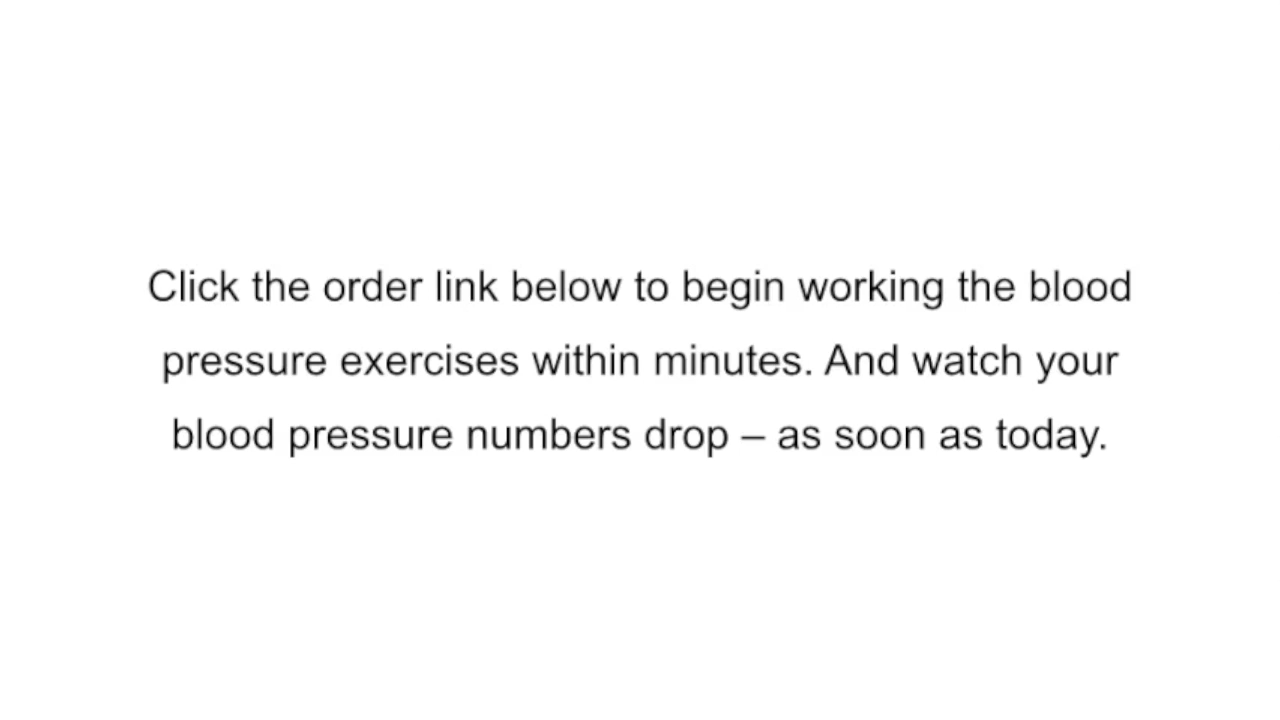 Click the order link below to begin working the blood
pressure exercises within minutes. And watch your
blood pressure numbers drop – as soon as today.